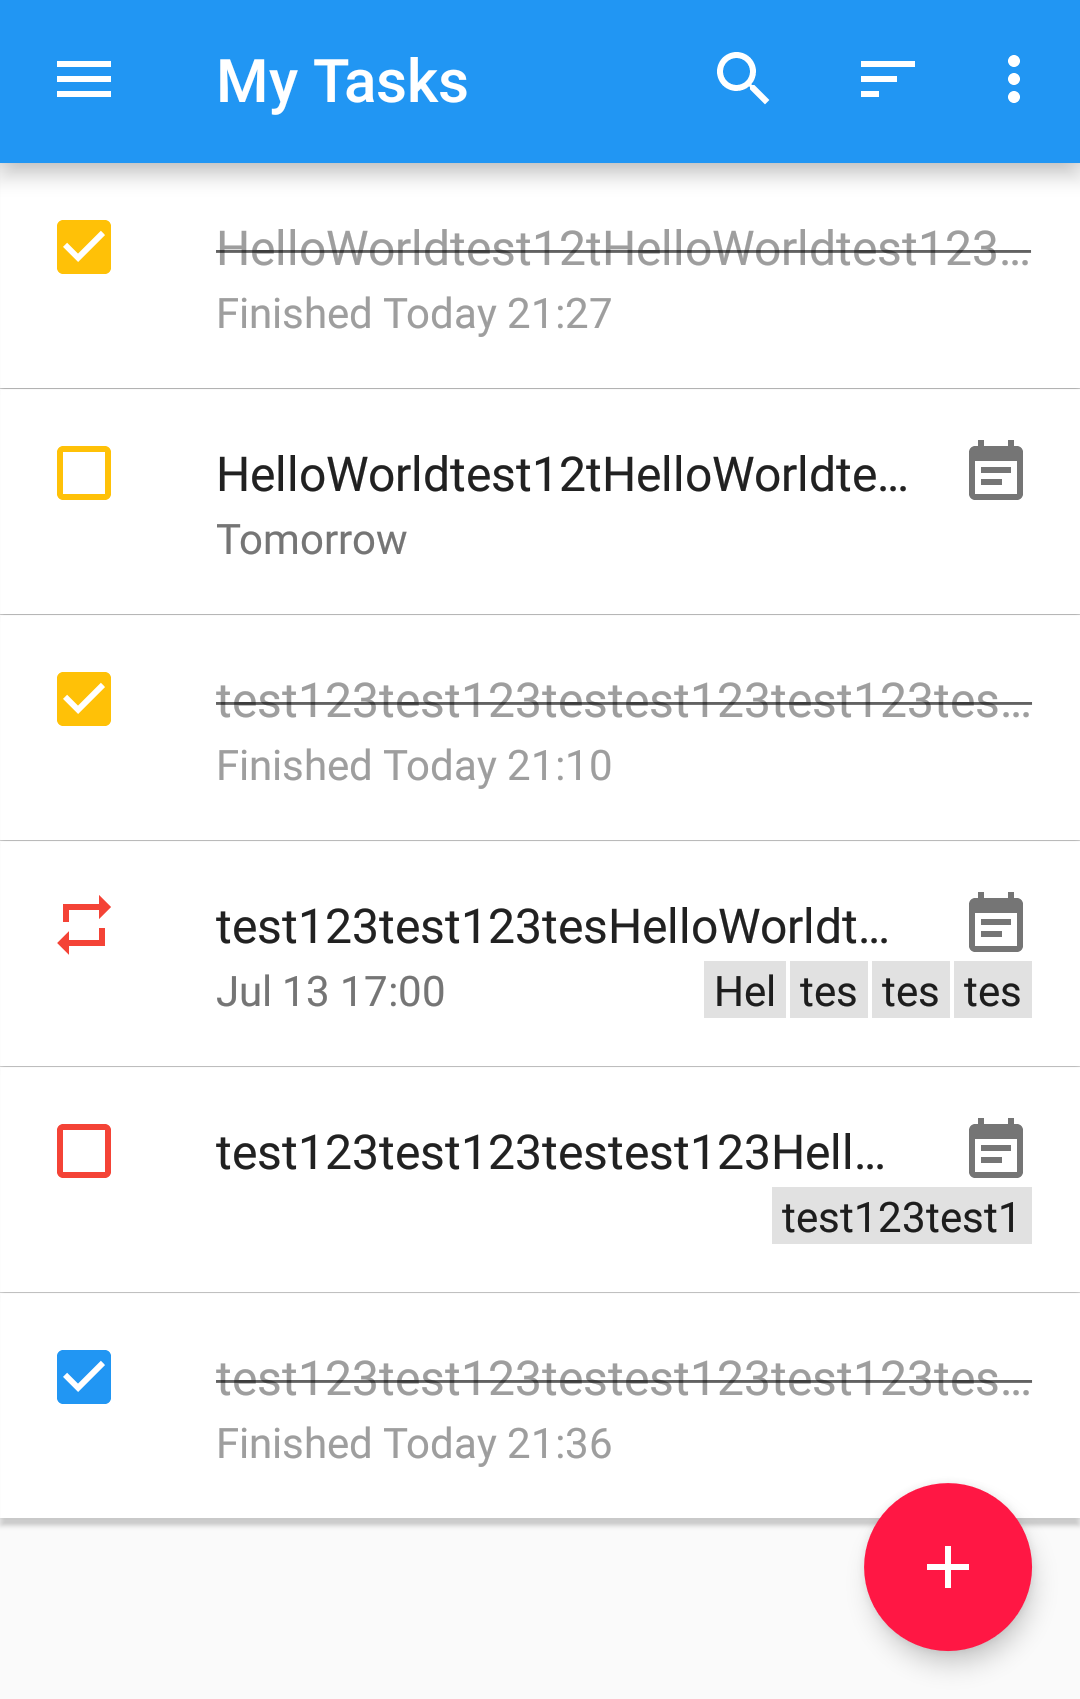 My Tasks
HelloWorldtest12tHelloWorldtest123...
Finished Today 21:27
HelloWorldtest12tHelloWorldte...
Tomorrow
test123test123testest123test123tes...
Finished Today 21:10
test123test123tesHelloWorldt...
Jul 13 17:00 Hel tes tes tes
test123test123testest123Hell...
test123test1
test123test123testest123test123tes...
Finished Today 21:36